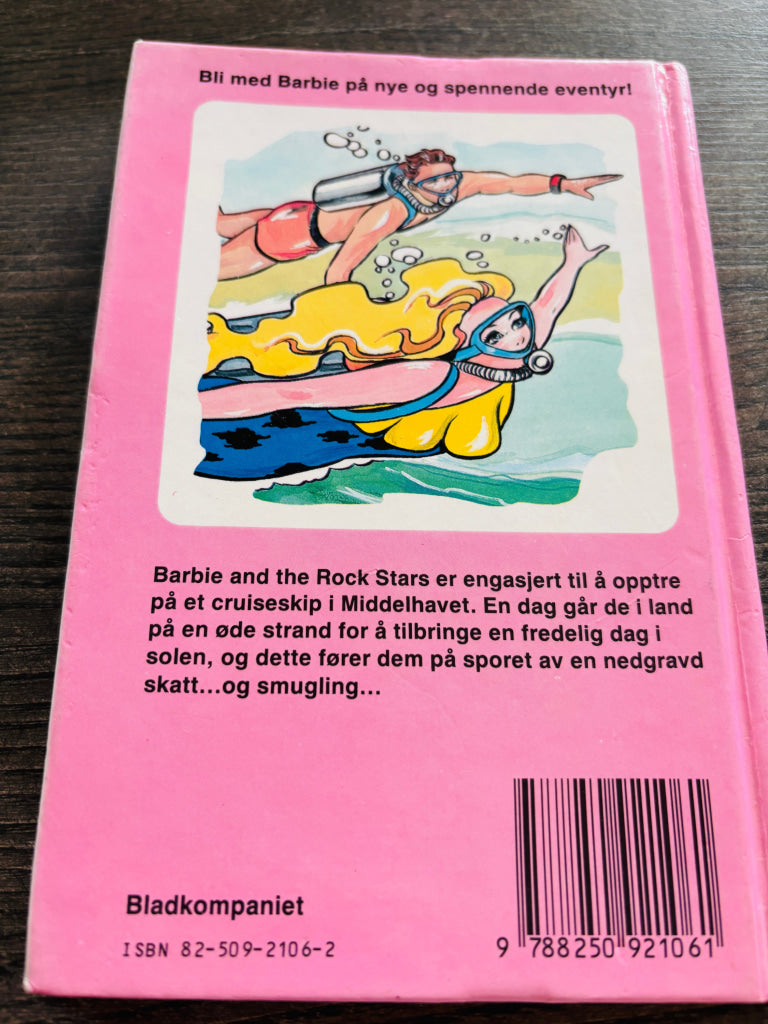 Bli med Barbie på nye og spennende eventyr!
Barbie and the Rock Stars er engasjert til å opptre
på et cruiseskip i Middelhavet. En dag går de i land
på en øde strand for å tilbringe en fredelig dag i
solen, og dette fører dem på sporet av en nedgravd
skatt...og smugling...
Bladkompaniet
ISBN 82-509-2106-2
9 788250 921061